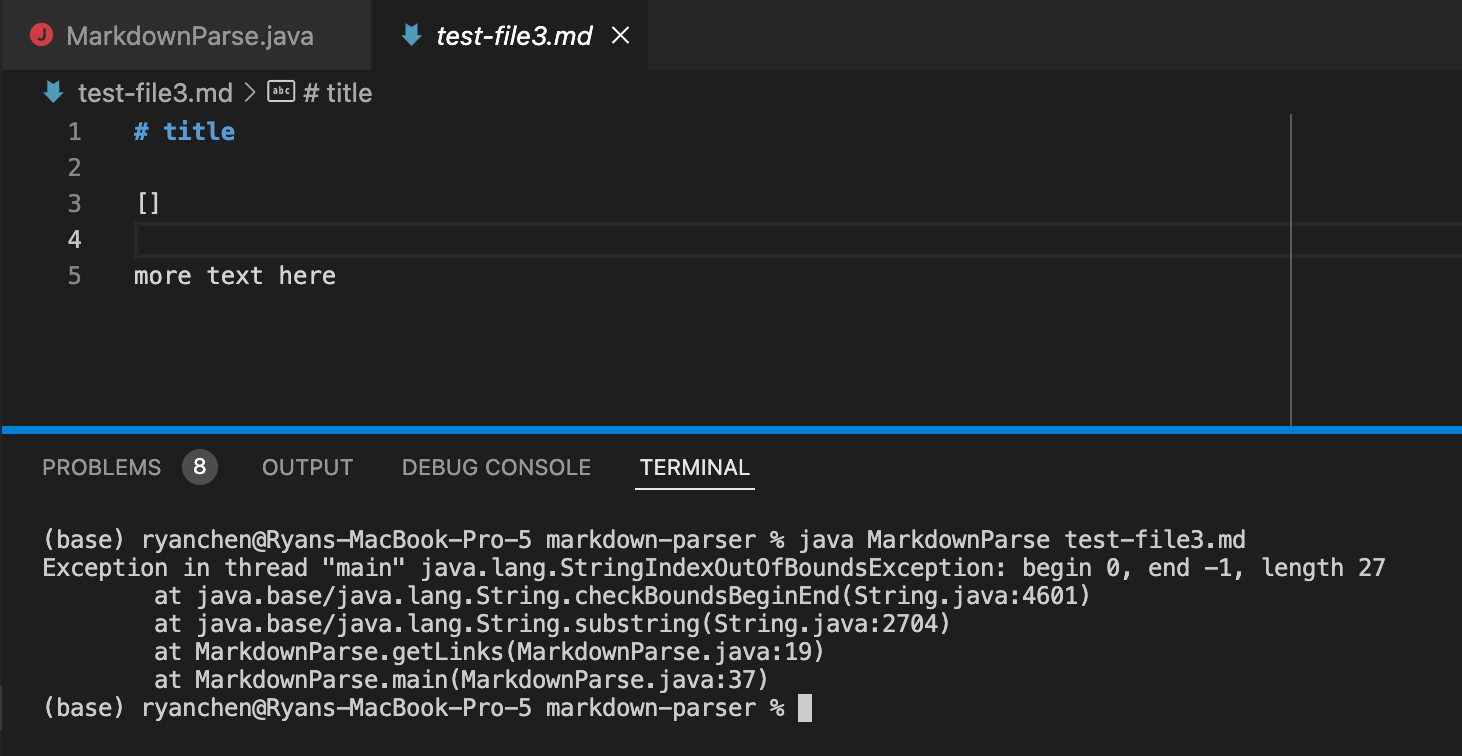 J MarkdownParse.java test-file3.md
test-file3.md > abc # title
1 # title
2
3 []
4
5 more text here
PROBLEMS 8 OUTPUT DEBUG CONSOLE TERMINAL
(base) ryanchen@Ryans-MacBook-Pro-5 markdown-parser % java MarkdownParse test-file3.md
Exception in thread "main" java.lang.StringIndexOutOfBoundsException: begin 0, end -1, length 27
        at java.base/java.lang.String.checkBoundsBeginEnd(String.java:4601)
        at java.base/java.lang.String.substring(String.java:2704)
        at MarkdownParse.getLinks(MarkdownParse.java:19)
        at MarkdownParse.main(MarkdownParse.java:37)
(base) ryanchen@Ryans-MacBook-Pro-5 markdown-parser %